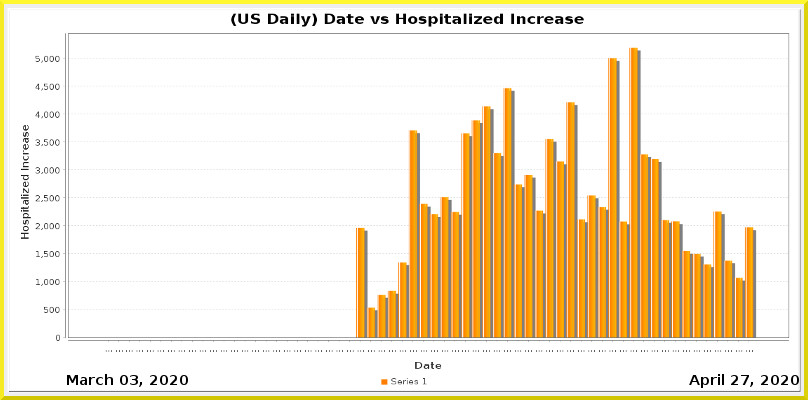 (US Daily) Date vs Hospitalized Increase
5,000
4,500
4,000
3,500
3,000
2,500
2,000
1,500
1,000
500
0
Hospitalized Increase
Date
March 03, 2020
Series 1
April 27, 2020